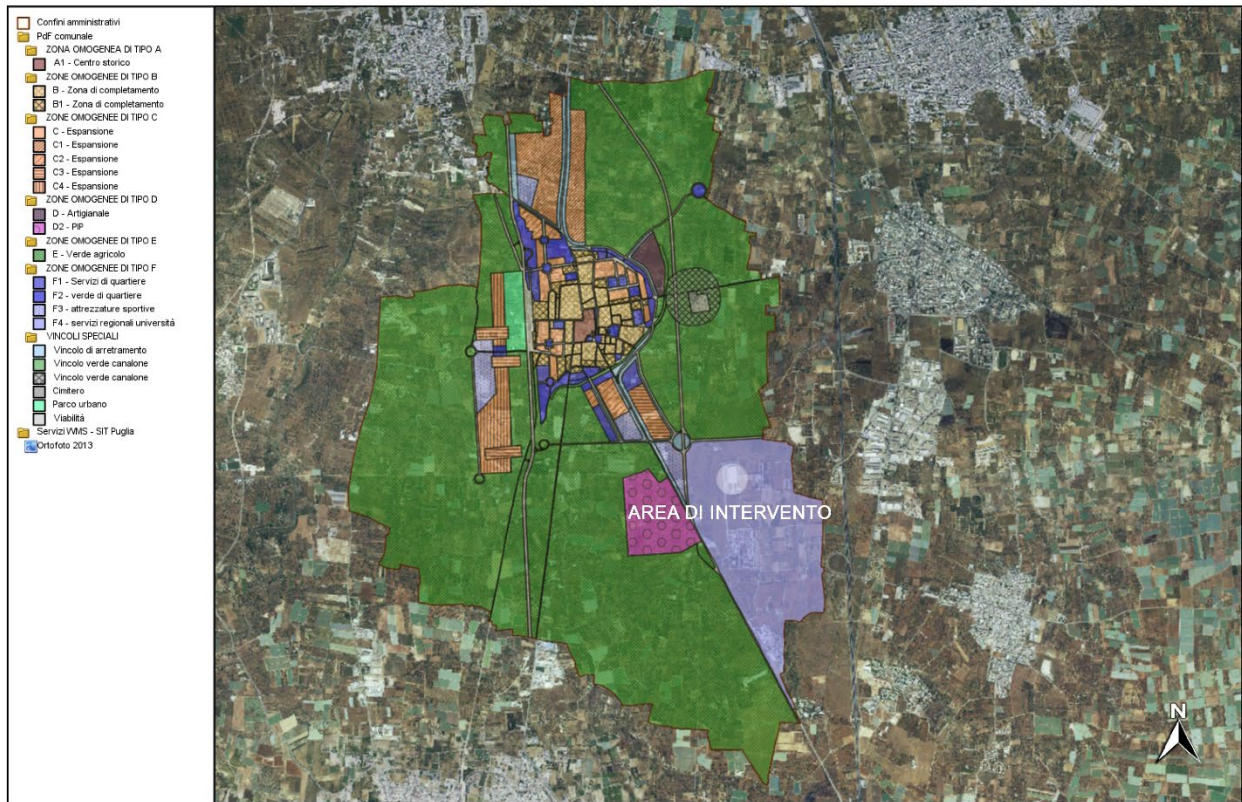 Confini amministrativi
PdF comunale
ZONA OMOGENEA DI TIPO A
A1 - Centro storico
ZONE OMOGENEE DI TIPO B
B - Zona di completamento
B1 - Zona di completamento
ZONE OMOGENEE DI TIPO C
C - Espansione
C1 - Espansione
C2 - Espansione
C3 - Espansione
C4 - Espansione
ZONE OMOGENEE DI TIPO D
D - Artigianale
D2 - PIP
ZONE OMOGENEE DI TIPO E
E - Verde agricolo
ZONE OMOGENEE DI TIPO F
F1 - Servizi di quartiere
F2 - verde di quartiere
F3 - attrezzature sportive
F4 - servizi regionali università
VINCOLI SPECIALI
Vincolo di arretramento
Vincolo verde canalone
Vincolo verde canalone
Cimitero
Parco urbano
Viabilità
Servizi WMS - SIT Puglia
Ortofoto 2013
AREA DI INTERVENTO
N